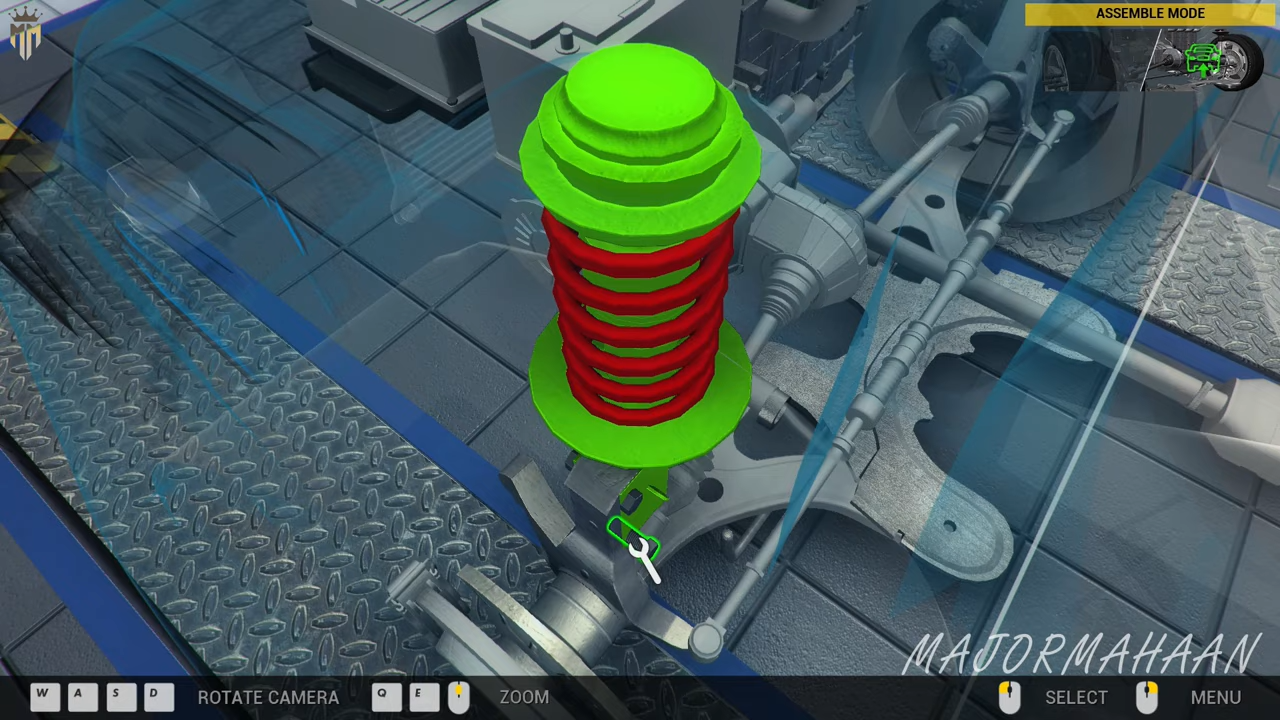 ASSEMBLE MODE
MAJORMAHAAN
W A S D ROTATE CAMERA Q E ZOOM SELECT MENU